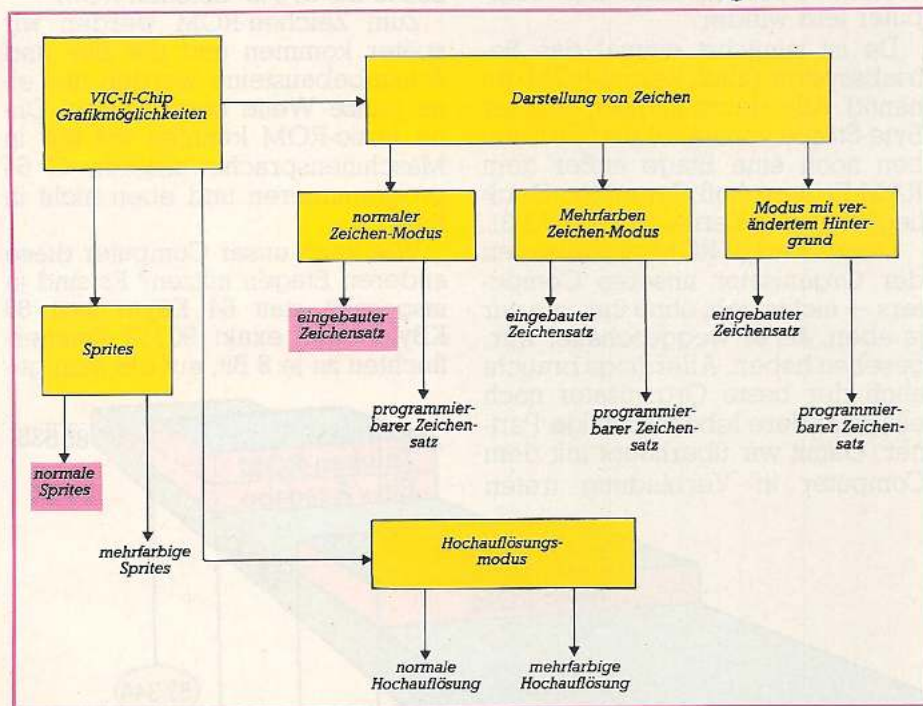 VIC-II-Chip
Grafikmöglichkeiten
Darstellung von Zeichen
normaler
Zeichen-Modus
Mehrfarben
Zeichen-Modus
Modus mit ver-
ändertem Hinter-
grund
eingebauter
Zeichensatz
eingebauter
Zeichensatz
eingebauter
Zeichensatz
programmier-
barer Zeichen-
satz
programmier-
barer Zeichen-
satz
programmier-
barer Zeichen-
satz
Sprites
normale
Sprites
mehrfarbige
Sprites
Hochauflösungs-
modus
normale
Hochauflösung
mehrfarbige
Hochauflösung